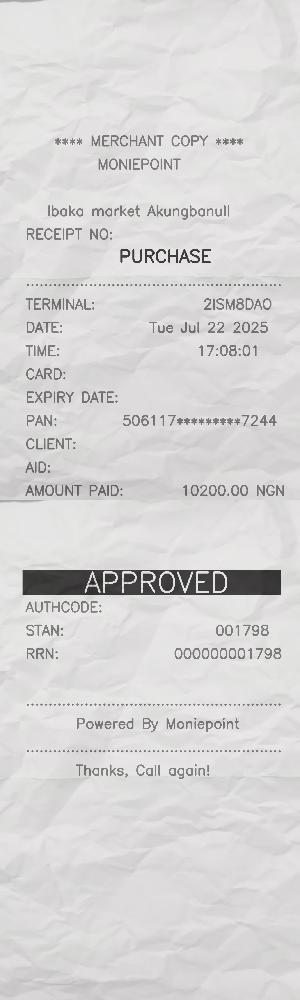 **** MERCHANT COPY ****
MONIEPOINT
Ibaka market Akungbanull
RECEIPT NO:
PURCHASE
TERMINAL: 2ISM8DAO
DATE: Tue Jul 22 2025
TIME: 17:08:01
CARD:
EXPIRY DATE:
PAN: 506117*********7244
CLIENT:
AID:
AMOUNT PAID: 10200.00 NGN
APPROVED
AUTHCODE:
STAN: 001798
RRN: 000000001798
Powered By Moniepoint
Thanks, Call again!